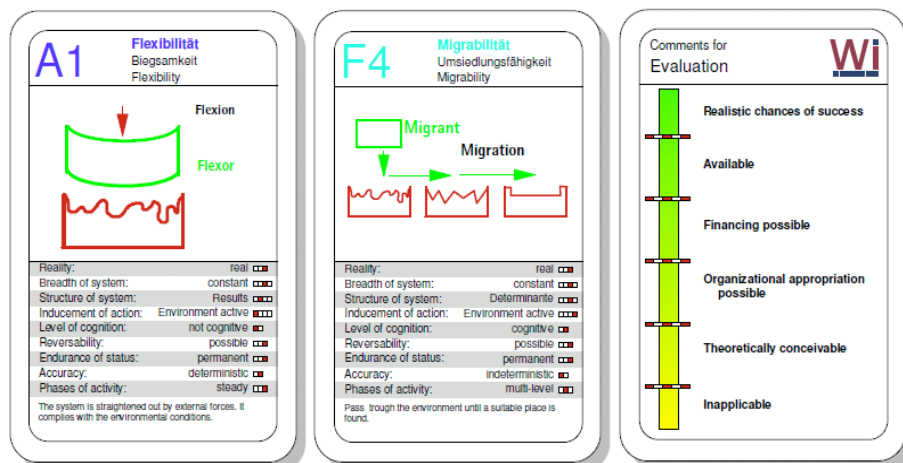 A1
Flexibilität
Biegsamkeit
Flexibility
Flexion
Flexor
Reality: real
Breadth of system: constant
Structure of system: Results
Inducement of action: Environment active
Level of cognition: not cognitive
Reversability: possible
Endurance of status: permanent
Accuracy: deterministic
Phases of activity: steady
The system is straightened out by external forces. It
complies with the environmental conditions.
F4
Migrabilität
Umsiedlungsfähigkeit
Migrability
Migrant
Migration
Reality: real
Breadth of system: constant
Structure of system: Determinante
Inducement of action: Environment active
Level of cognition: cognitive
Reversability: possible
Endurance of status: permanent
Accuracy: indeterministic
Phases of activity: multi-level
Pass trough the environment until a suitable place is
found.
Comments for
Evaluation
Wi
Realistic chances of success
Available
Financing possible
Organizational appropriation
possible
Theoretically conceivable
Inapplicable